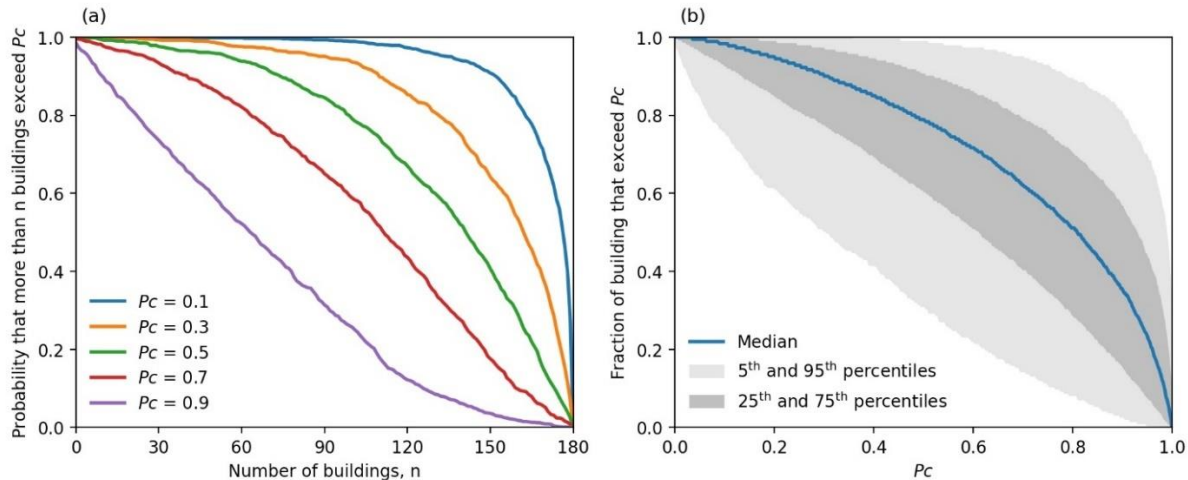 (a)
Probability that more than n buildings exceed Pc
1.0
0.8
0.6
0.4
0.2
0.0
Pc = 0.1
Pc = 0.3
Pc = 0.5
Pc = 0.7
Pc = 0.9
0 30 60 90 120 150 180
Number of buildings, n
(b)
Fraction of building that exceed Pc
1.0
0.8
0.6
0.4
0.2
0.0
Median
5th and 95th percentiles
25th and 75th percentiles
0.0 0.2 0.4 0.6 0.8 1.0
Pc